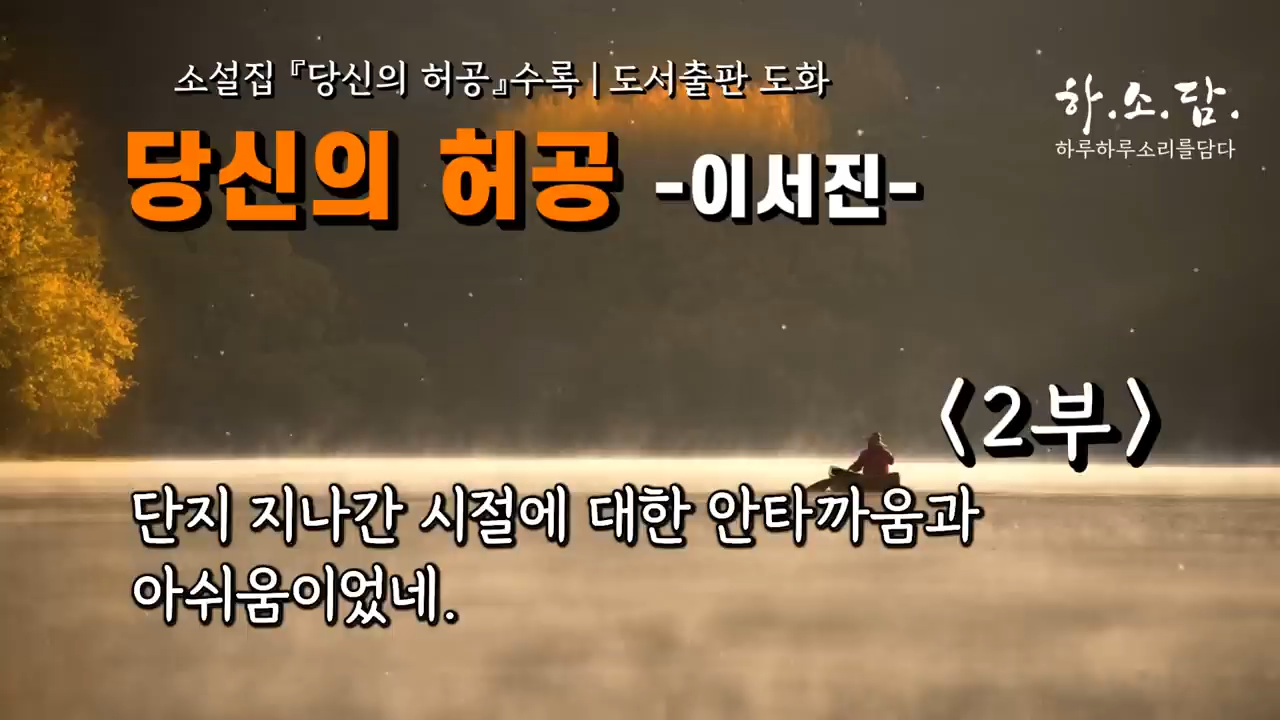 소설집 『당신의 허공』수록 | 도서출판 도화
하.소.담.
하루하루소리를담다
당신의 허공 -이서진-
〈2부〉
단지 지나간 시절에 대한 안타까움과
아쉬움이었네.